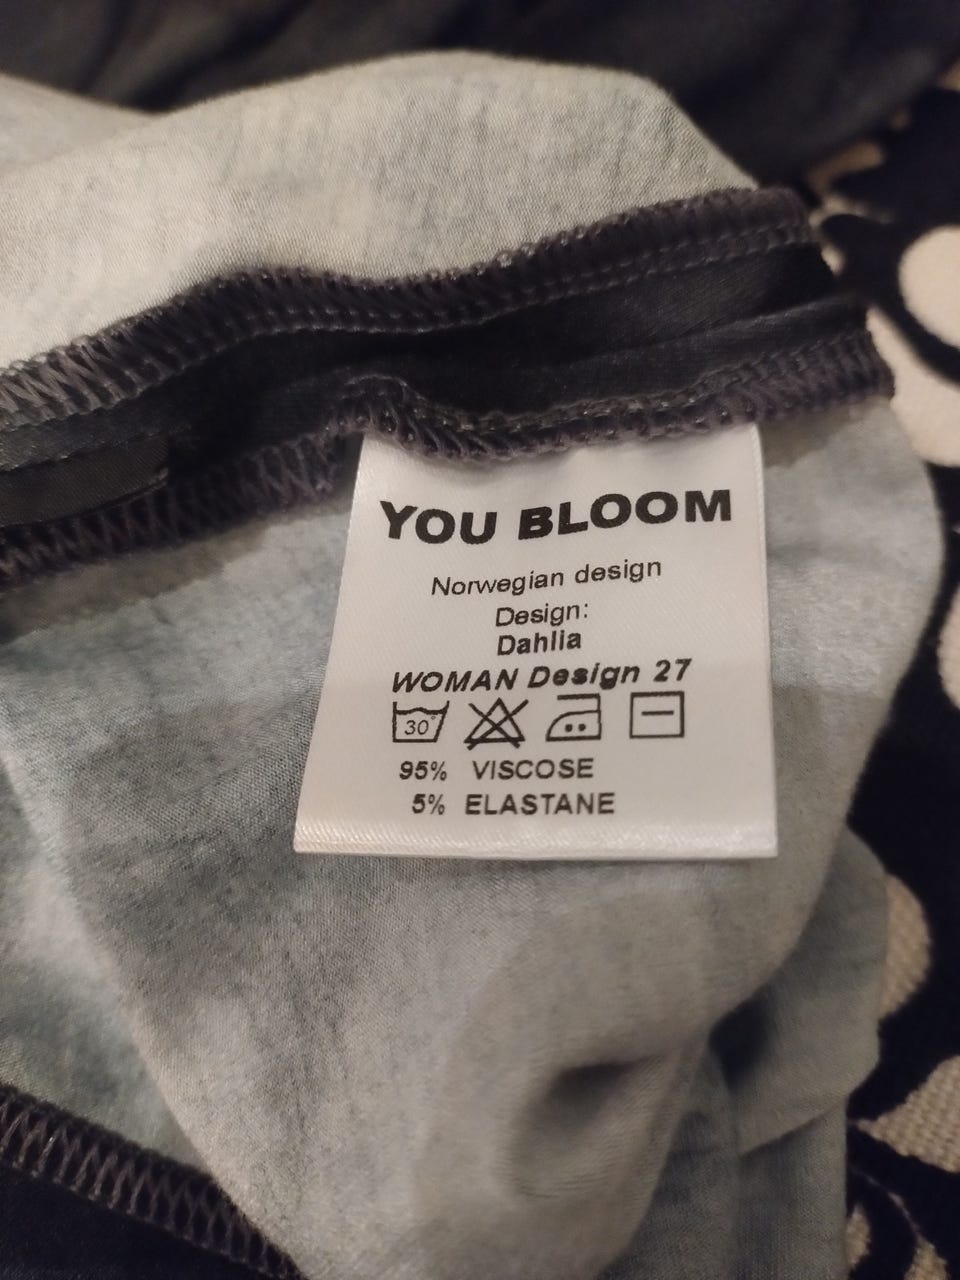 YOU BLOOM
Norwegian design
Design:
Dahlia
WOMAN Design 27
30°
95% VISCOSE
5% ELASTANE